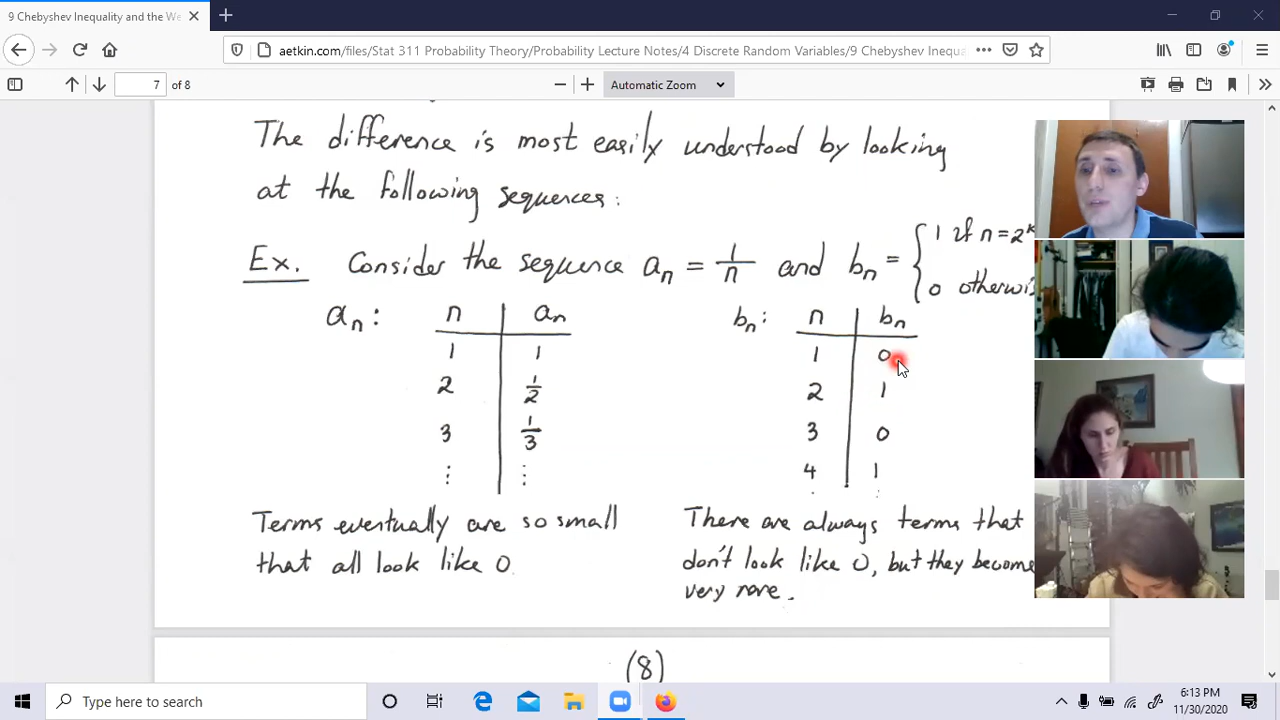 9 Chebyshev Inequality and the We
aetkin.com/files/Stat 311 Probability Theory/Probability Lecture Notes/4 Discrete Random Variables/9 Chebyshev Inequa
7 of 8
Automatic Zoom
The difference is most easily understood by looking
at the following sequences:
Ex. Consider the sequence aₙ = 1/n and bₙ = { 1 if n = 2ᵏ
0 otherwis
aₙ: n aₙ
1 1
2 1/2
3 1/3
⋮ ⋮
bₙ: n bₙ
1 0
2 1
3 0
4 1
Terms eventually are so small
that all look like 0.
There are always terms that
don't look like 0, but they become
very rare.
(8)
Type here to search
6:13 PM
11/30/2020